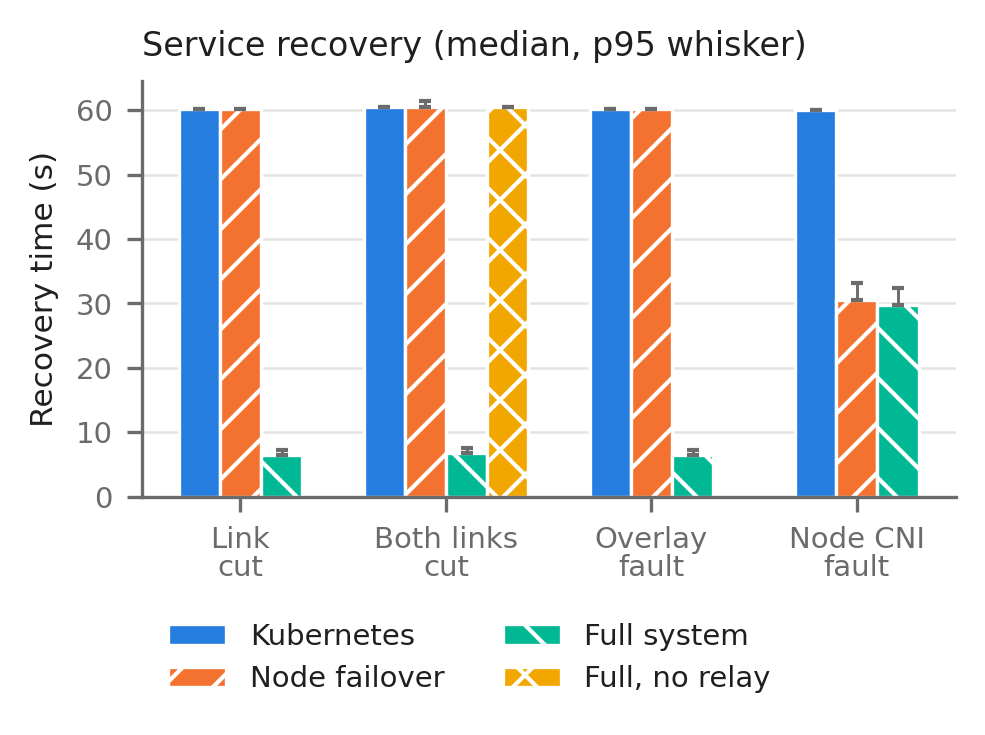 Service recovery (median, p95 whisker)
Recovery time (s)
60
50
40
30
20
10
0
Link
cut
Both links
cut
Overlay
fault
Node CNI
fault
Kubernetes
Node failover
Full system
Full, no relay